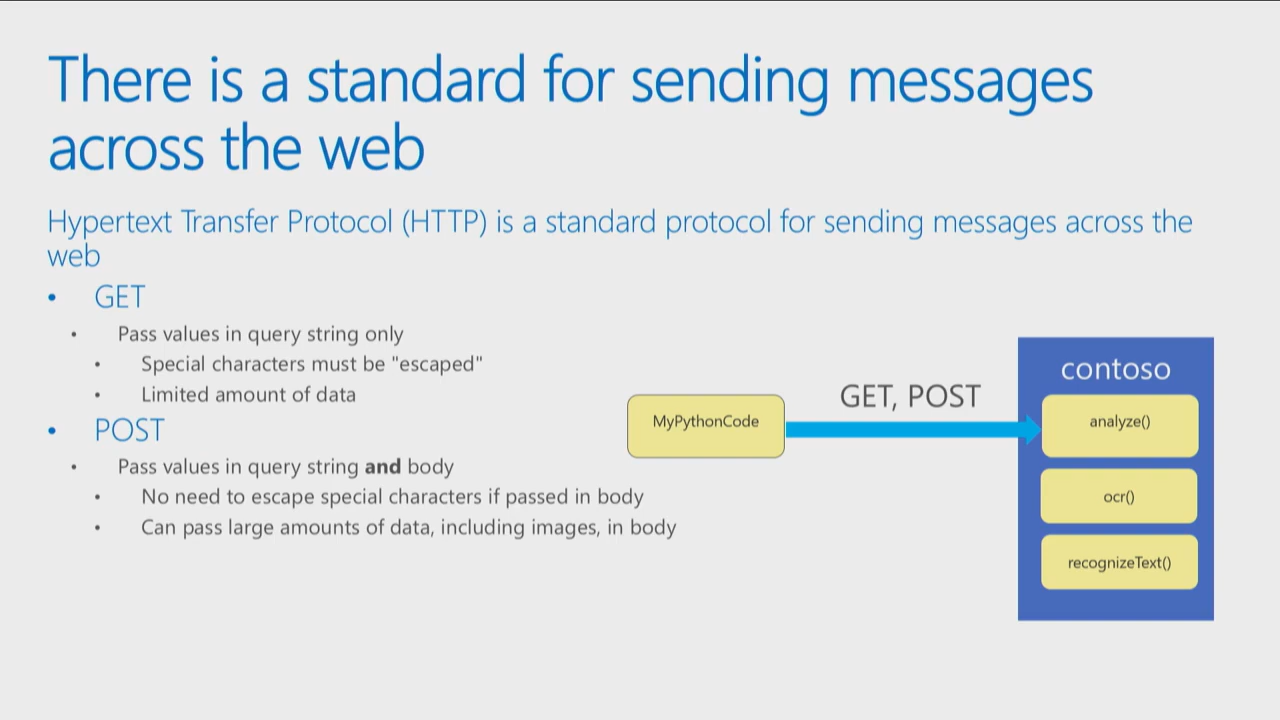 There is a standard for sending messages
across the web
Hypertext Transfer Protocol (HTTP) is a standard protocol for sending messages across the
web
• GET
• Pass values in query string only
• Special characters must be "escaped"
• Limited amount of data
• POST
• Pass values in query string and body
• No need to escape special characters if passed in body
• Can pass large amounts of data, including images, in body
MyPythonCode
GET, POST
contoso
analyze()
ocr()
recognizeText()